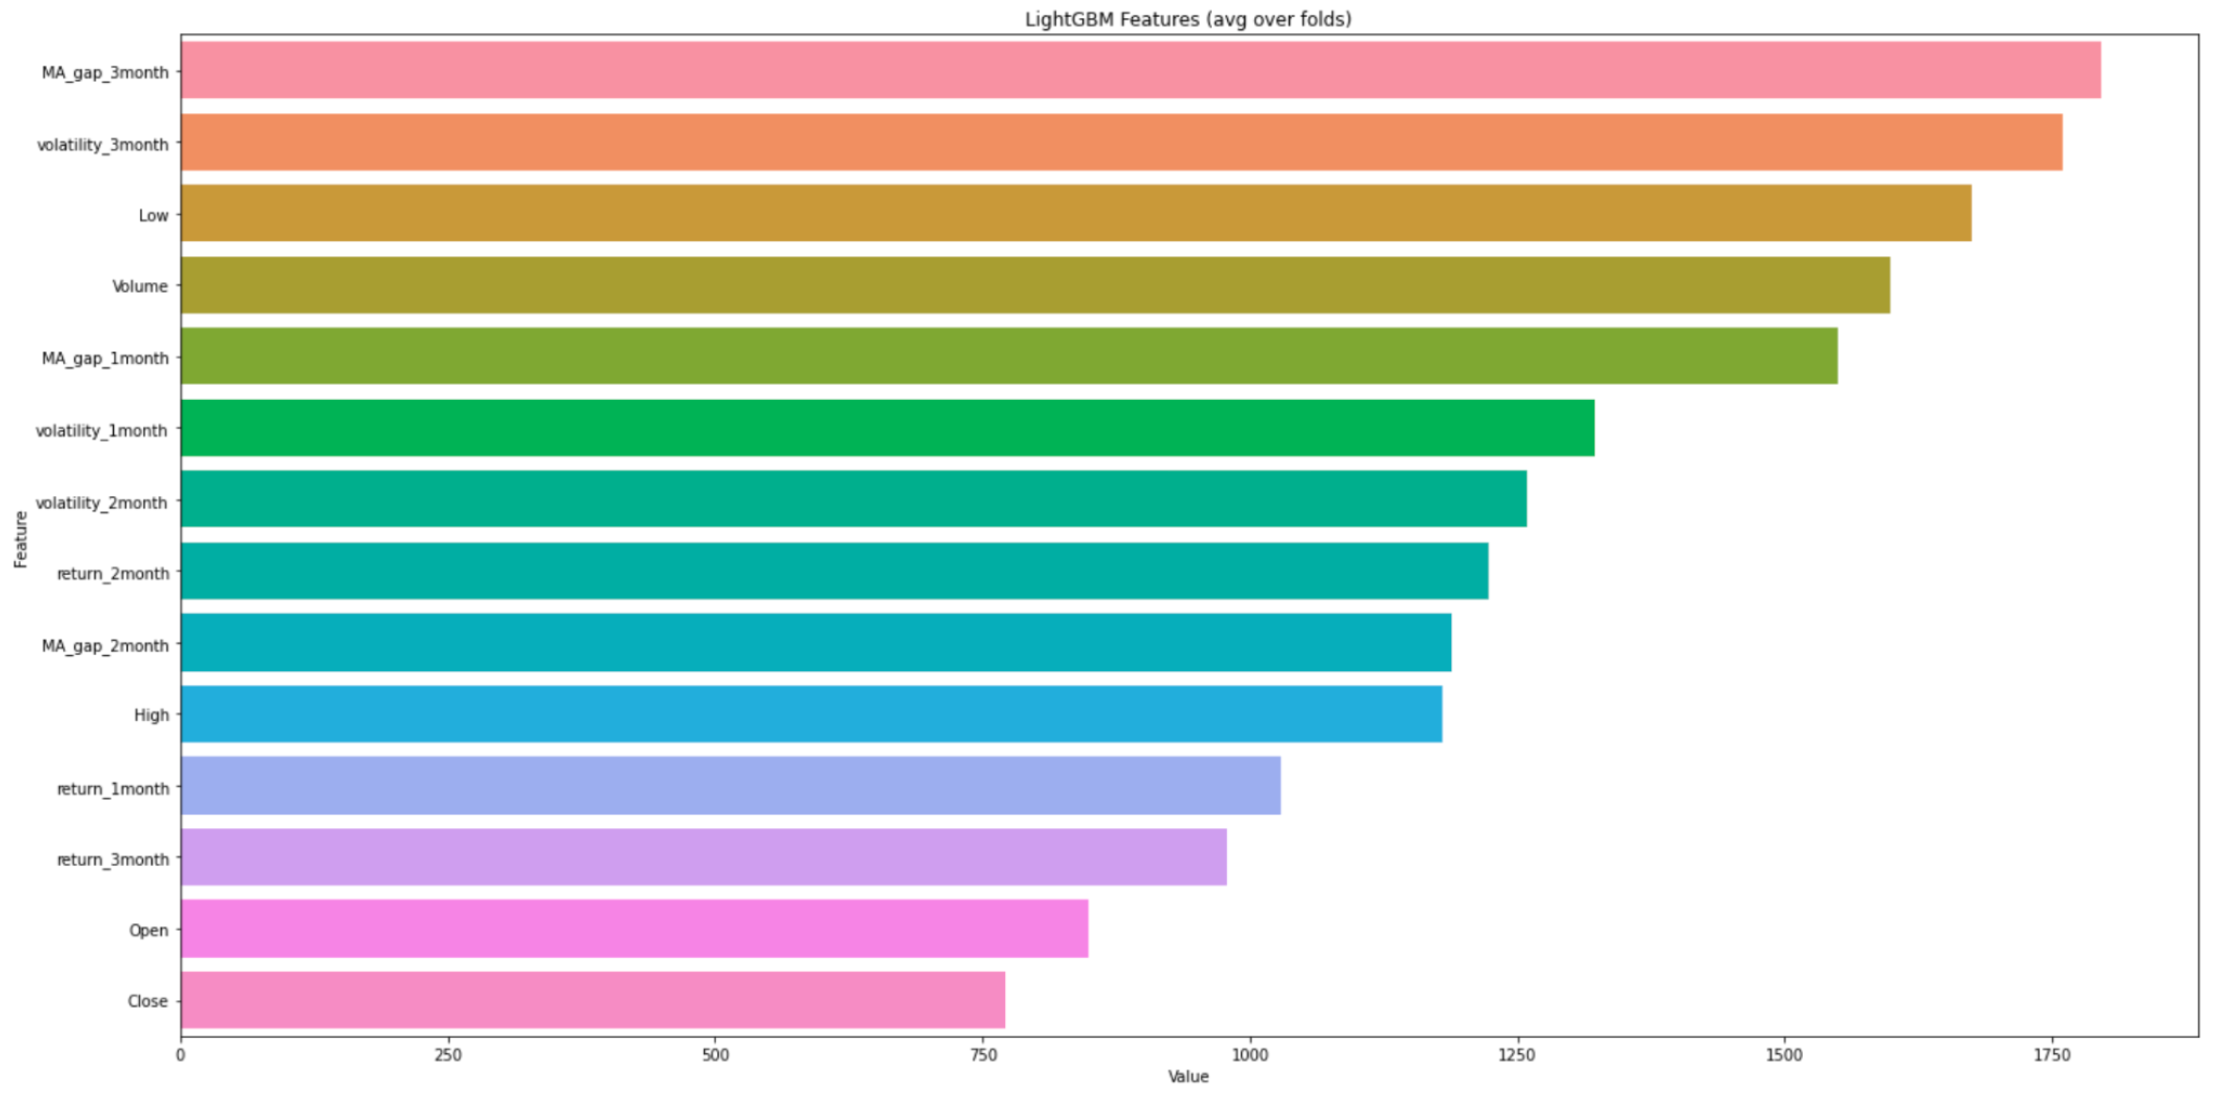 LightGBM Features (avg over folds)
MA_gap_3month
volatility_3month
Low
Volume
MA_gap_1month
volatility_1month
volatility_2month
return_2month
MA_gap_2month
High
return_1month
return_3month
Open
Close
Feature
0 250 500 750 1000 1250 1500 1750
Value